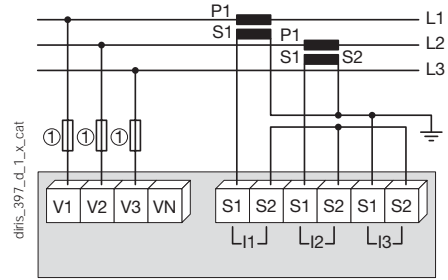 P1 L1
S1 P1 L2
S1 S2 L3
① ① ①
diris_397_d_1_x_cat
V1 V2 V3 VN S1 S2 S1 S2 S1 S2
I1 I2 I3